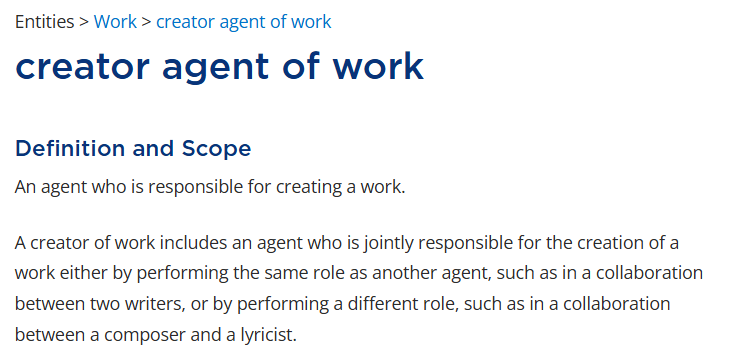 Entities > Work > creator agent of work
creator agent of work
Definition and Scope
An agent who is responsible for creating a work.
A creator of work includes an agent who is jointly responsible for the creation of a
work either by performing the same role as another agent, such as in a collaboration
between two writers, or by performing a different role, such as in a collaboration
between a composer and a lyricist.